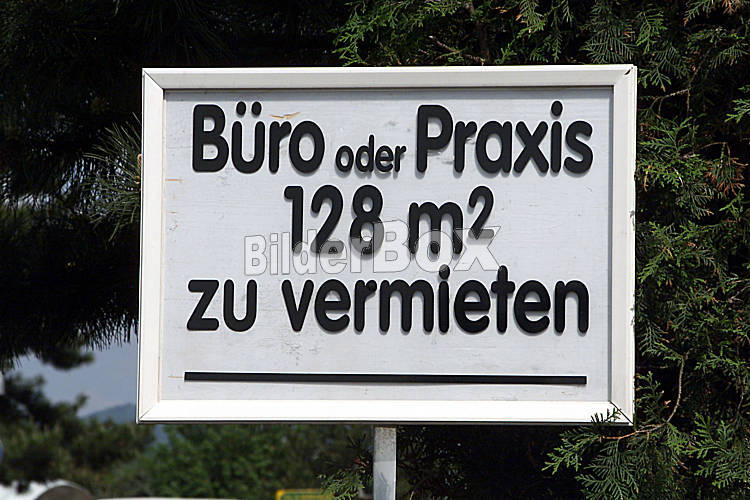 Büro oder Praxis
128 m²
BilderBox
zu vermieten